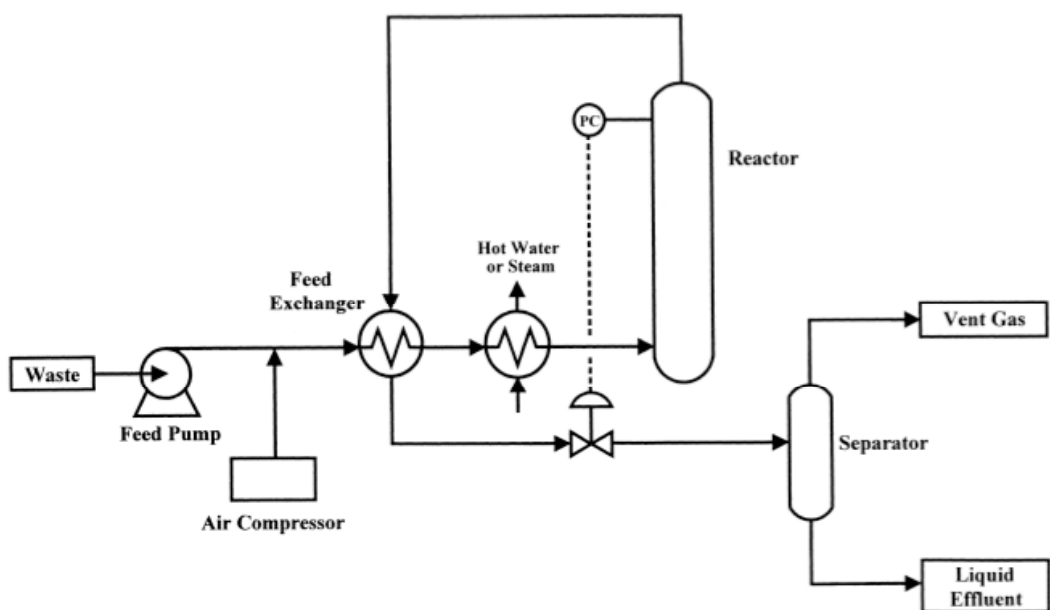 PC
Reactor
Hot Water
or Steam
Feed
Exchanger
Vent Gas
Waste
Feed Pump
Separator
Air Compressor
Liquid
Effluent